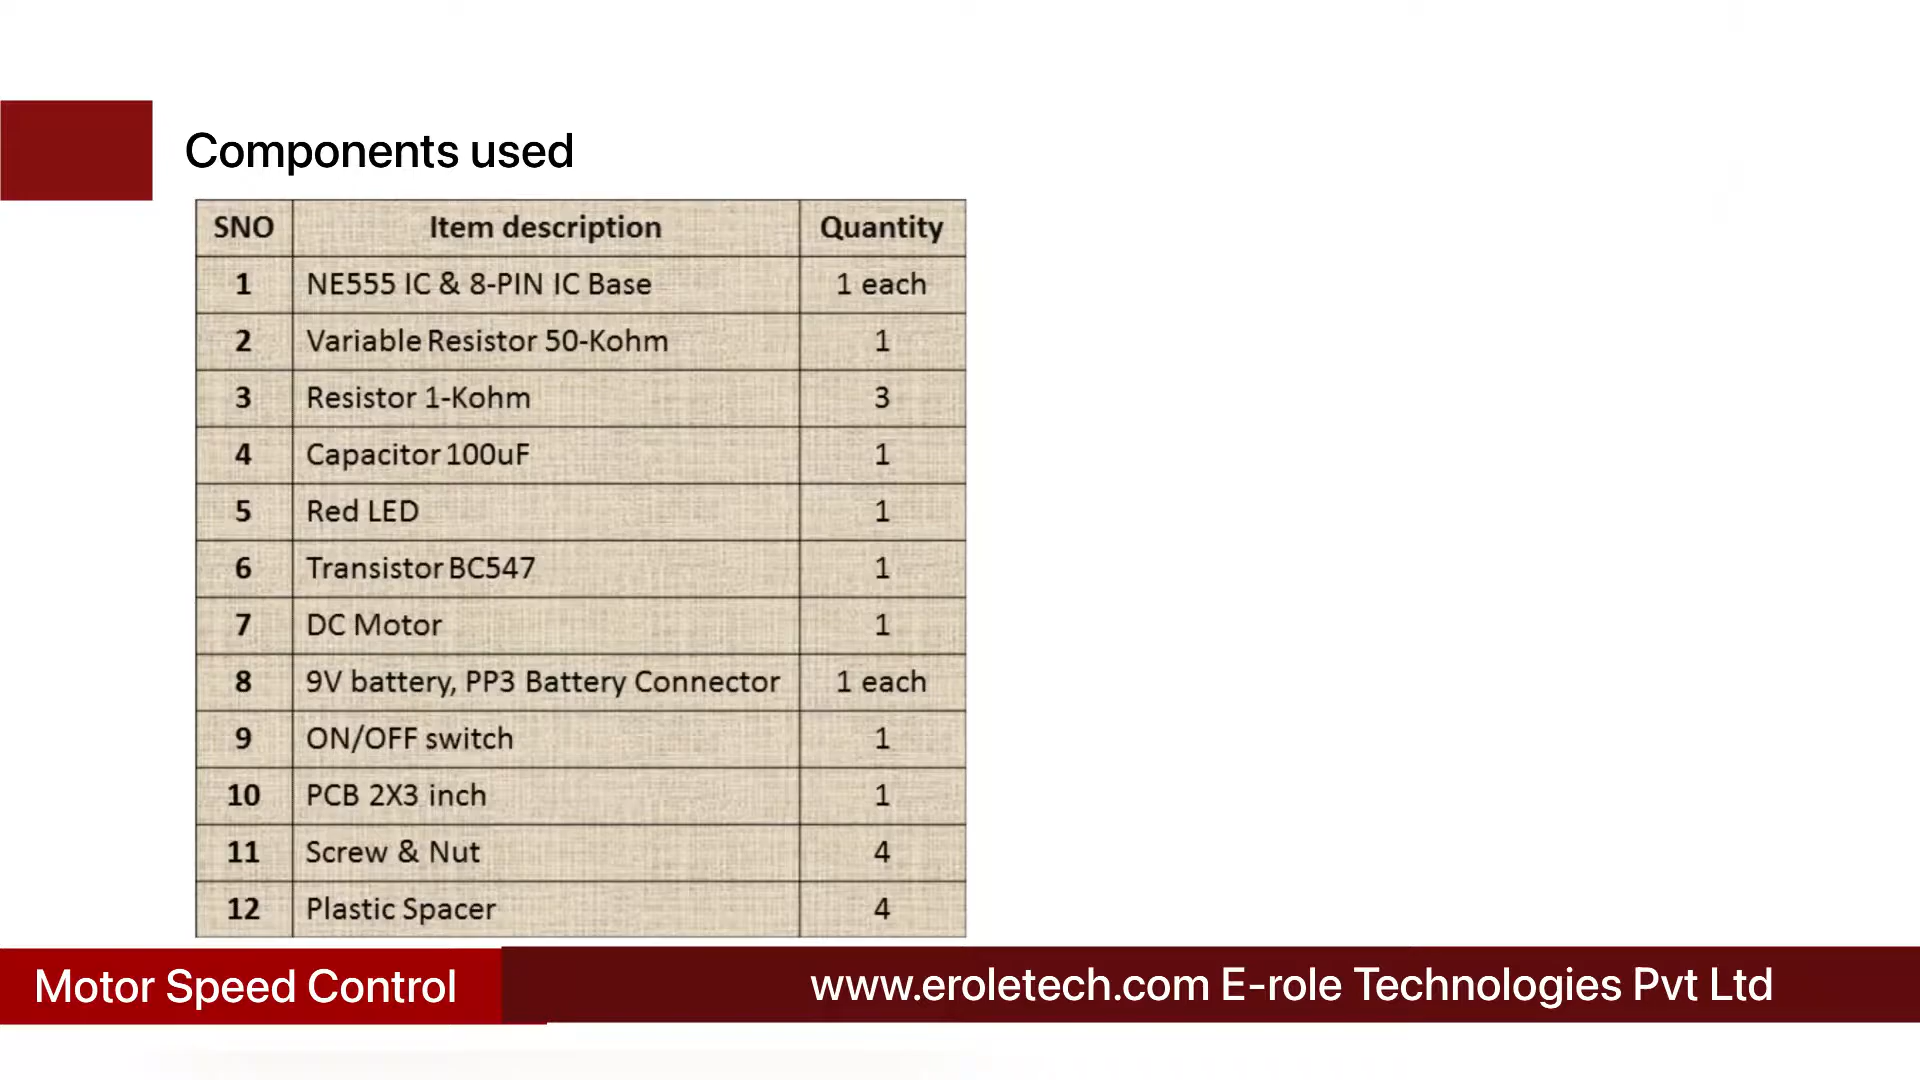 Components used
SNO Item description Quantity
1 NE555 IC & 8-PIN IC Base 1 each
2 Variable Resistor 50-Kohm 1
3 Resistor 1-Kohm 3
4 Capacitor 100uF 1
5 Red LED 1
6 Transistor BC547 1
7 DC Motor 1
8 9V battery, PP3 Battery Connector 1 each
9 ON/OFF switch 1
10 PCB 2X3 inch 1
11 Screw & Nut 4
12 Plastic Spacer 4
Motor Speed Control www.eroletech.com E-role Technologies Pvt Ltd